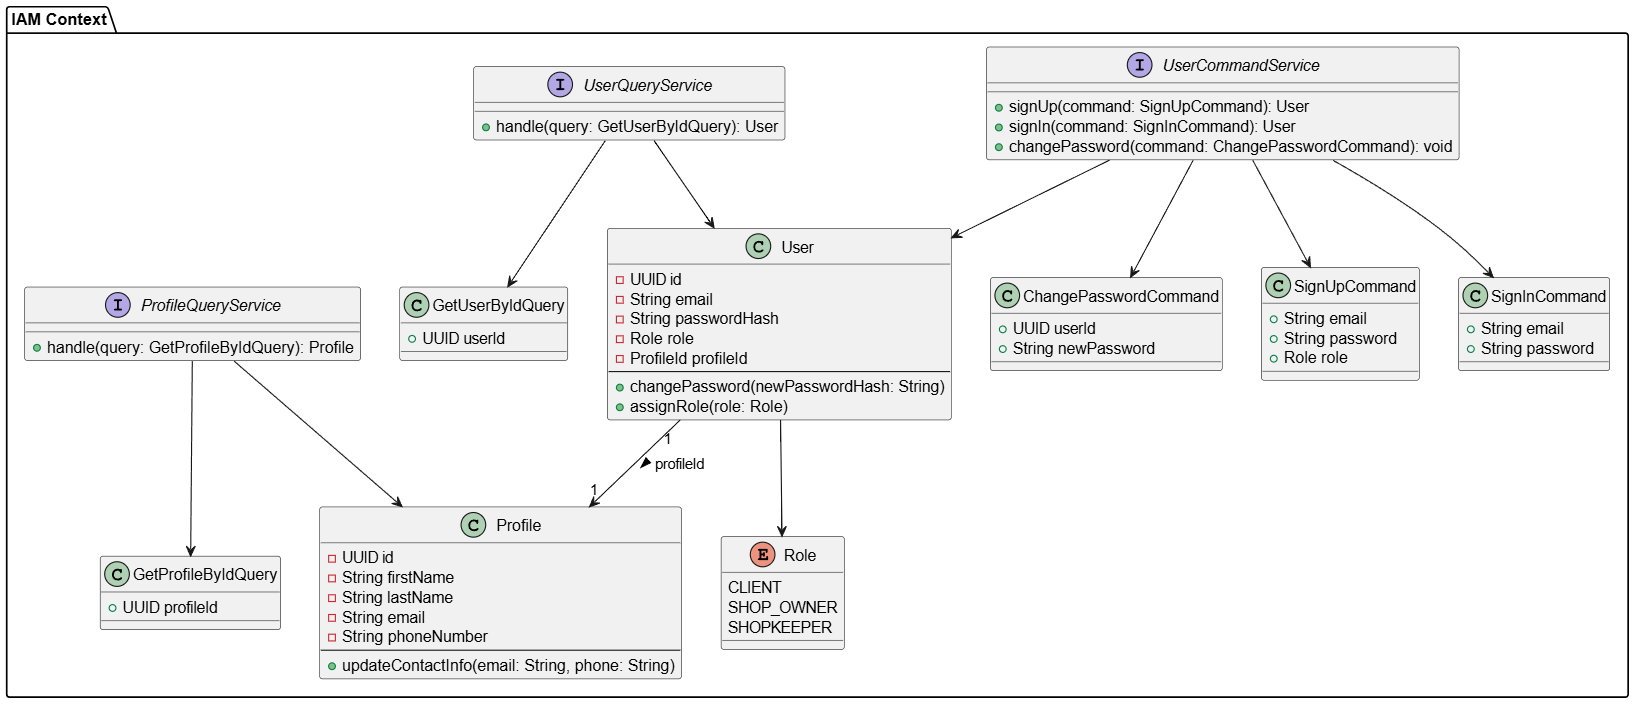 IAM Context
I UserQueryService
handle(query: GetUserByIdQuery): User
I UserCommandService
signUp(command: SignUpCommand): User
signIn(command: SignInCommand): User
changePassword(command: ChangePasswordCommand): void
I ProfileQueryService
handle(query: GetProfileByIdQuery): Profile
C GetUserByIdQuery
UUID userId
C User
UUID id
String email
String passwordHash
Role role
ProfileId profileId
changePassword(newPasswordHash: String)
assignRole(role: Role)
C ChangePasswordCommand
UUID userId
String newPassword
C SignUpCommand
String email
String password
Role role
C SignInCommand
String email
String password
1
profileId
1
C GetProfileByIdQuery
UUID profileId
C Profile
UUID id
String firstName
String lastName
String email
String phoneNumber
updateContactInfo(email: String, phone: String)
E Role
CLIENT
SHOP_OWNER
SHOPKEEPER